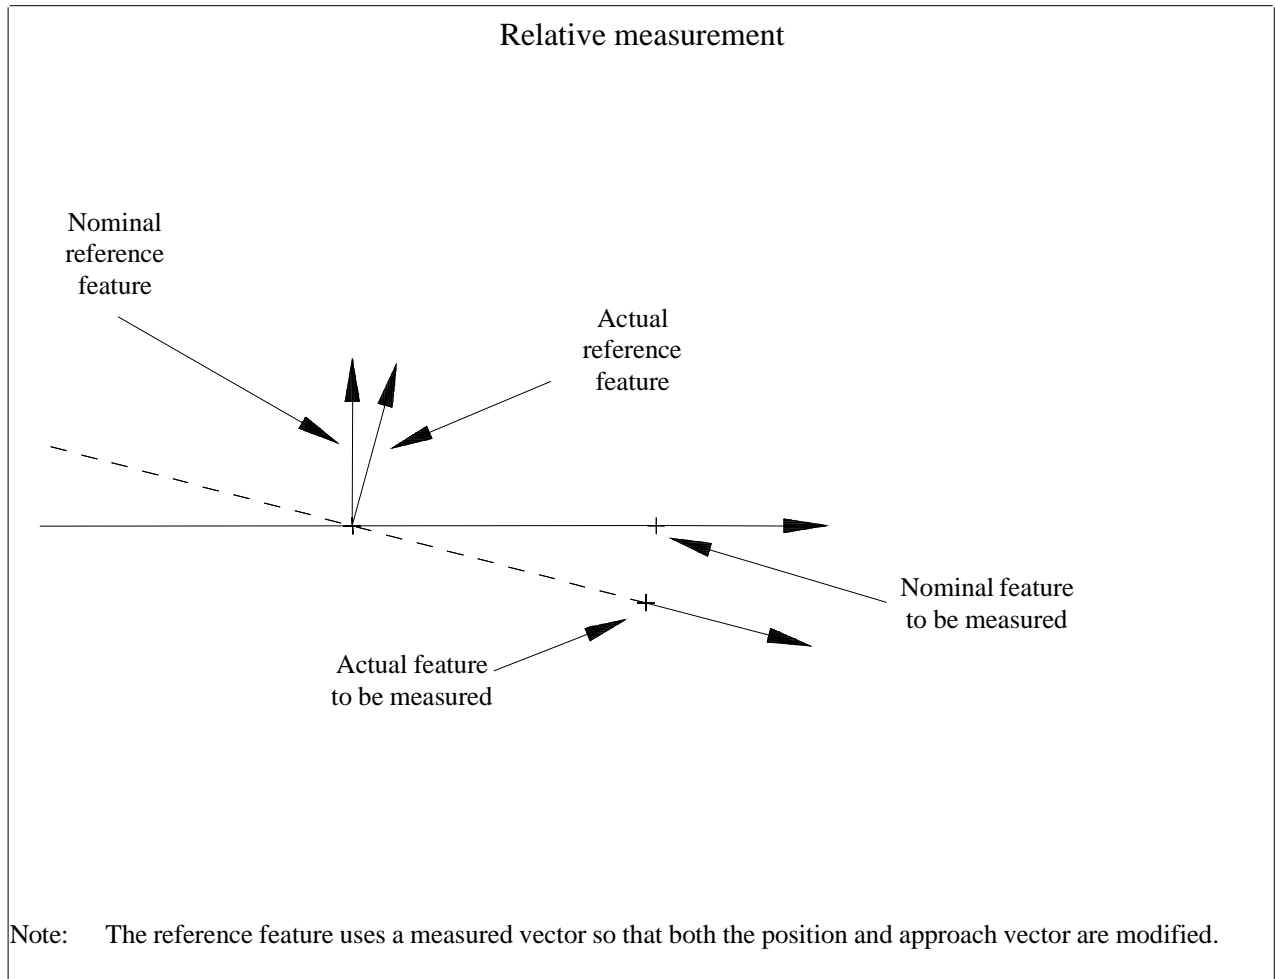 Relative measurement
Nominal
reference
feature
Actual
reference
feature
Nominal feature
to be measured
Actual feature
to be measured
Note: The reference feature uses a measured vector so that both the position and approach vector are modified.